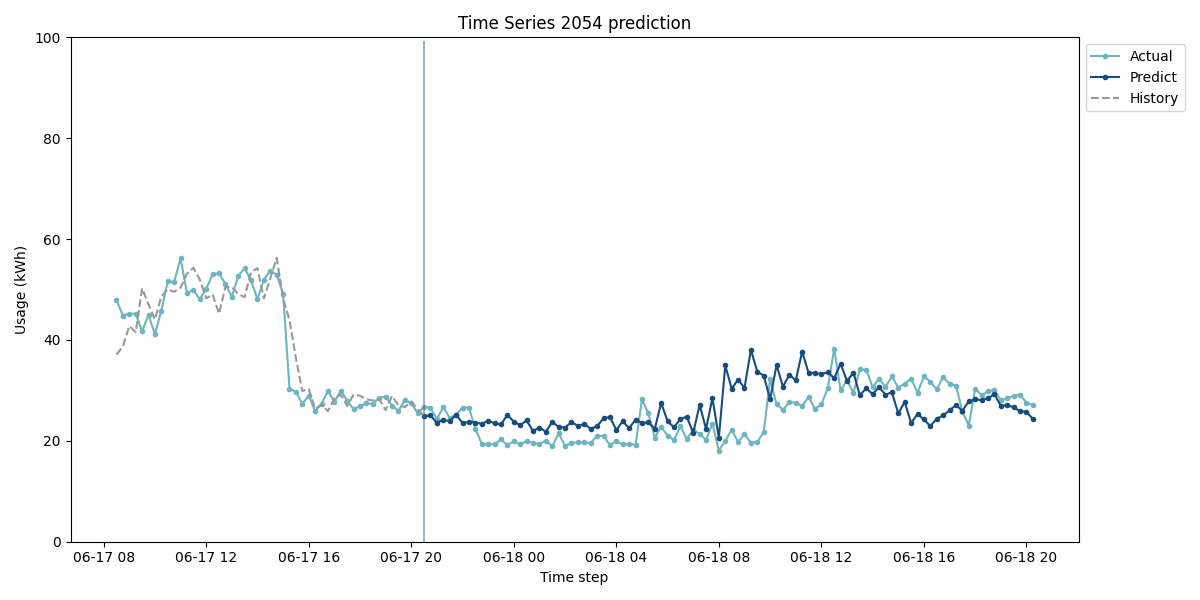 Time Series 2054 prediction
Usage (kWh)
100
80
60
40
20
0
06-17 08 06-17 12 06-17 16 06-17 20 06-18 00 06-18 04 06-18 08 06-18 12 06-18 16 06-18 20
Time step
Actual
Predict
History